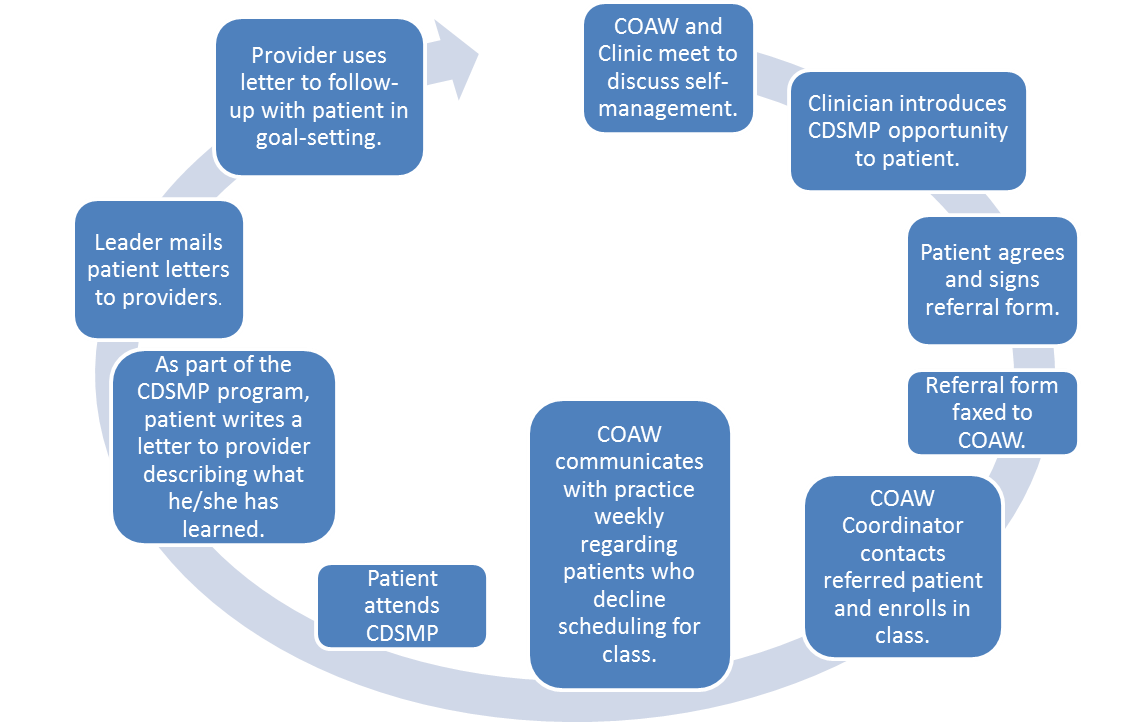 COAW and
Clinic meet to
discuss self-
management.
Clinician introduces
CDSMP opportunity
to patient.
Patient agrees
and signs
referral form.
Referral form
faxed to
COAW.
COAW
Coordinator
contacts
referred patient
and enrolls in
class.
COAW
communicates
with practice
weekly
regarding
patients who
decline
scheduling for
class.
Patient
attends
CDSMP
As part of the
CDSMP program,
patient writes a
letter to provider
describing what
he/she has
learned.
Leader mails
patient letters
to providers.
Provider uses
letter to follow-
up with patient in
goal-setting.